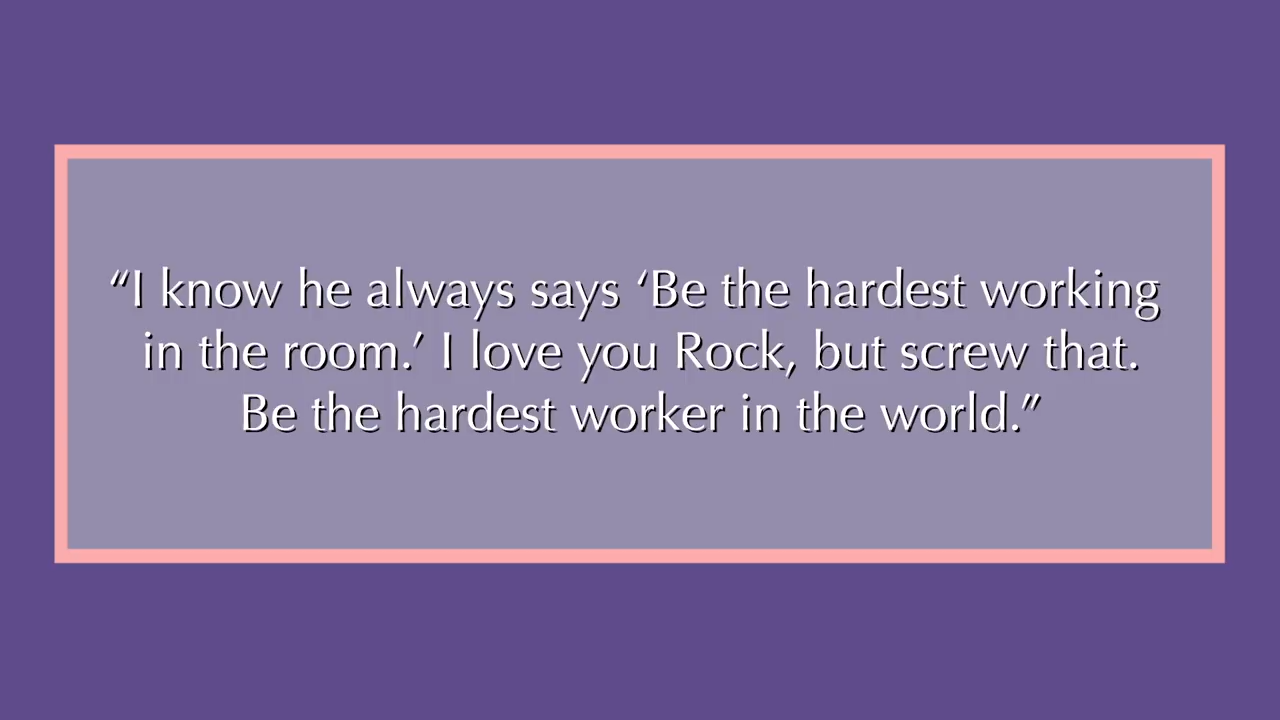 “I know he always says ‘Be the hardest working
in the room.’ I love you Rock, but screw that.
Be the hardest worker in the world.”